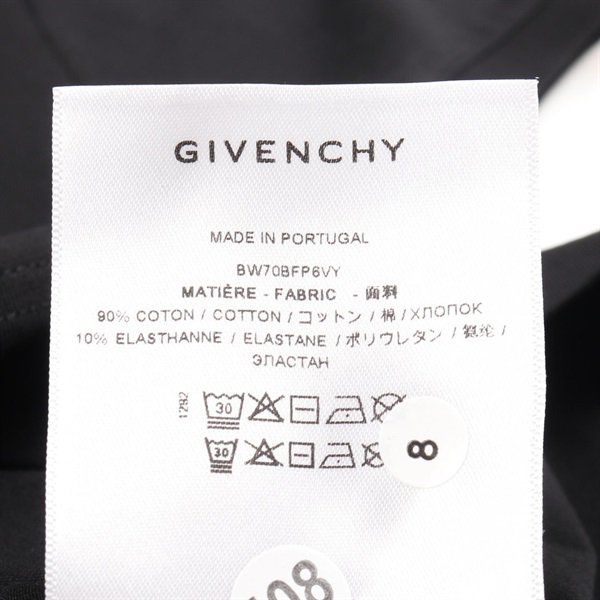 GIVENCHY
MADE IN PORTUGAL
BW70BFP6VY
MATIÈRE - FABRIC - 面料
90% COTON / COTTON / コットン / 棉 / ХЛОПОК
10% ELASTHANNE / ELASTANE / ポリウレタン / 氨纶 /
ЭЛАСТАН
1282
30
30
8